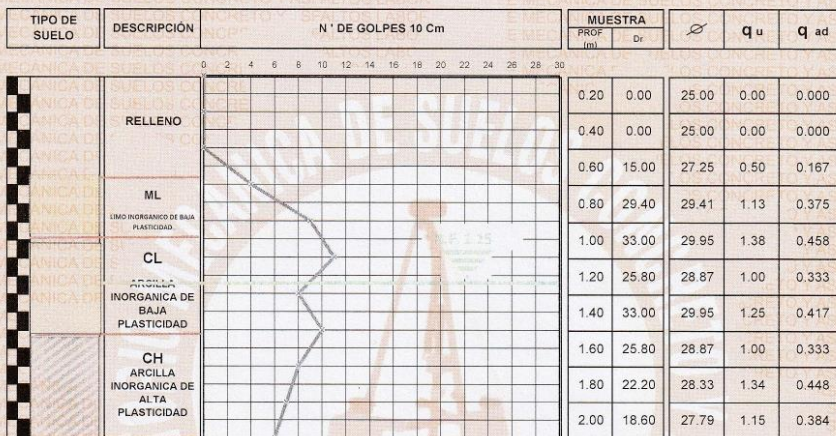 TIPO DE SUELO
DESCRIPCIÓN
N ' DE GOLPES 10 Cm
MUESTRA
PROF (m)
Dr
∅
q u
q ad
0 2 4 6 8 10 12 14 16 18 20 22 24 26 28 30
RELLENO
ML
LIMO INORGANICO DE BAJA
PLASTICIDAD
CL
ARCILLA
INORGANICA DE
BAJA
PLASTICIDAD
CH
ARCILLA
INORGANICA DE
ALTA
PLASTICIDAD
N.F 1.15
0.20 0.00 25.00 0.00 0.000
0.40 0.00 25.00 0.00 0.000
0.60 15.00 27.25 0.50 0.167
0.80 29.40 29.41 1.13 0.375
1.00 33.00 29.95 1.38 0.458
1.20 25.80 28.87 1.00 0.333
1.40 33.00 29.95 1.25 0.417
1.60 25.80 28.87 1.00 0.333
1.80 22.20 28.33 1.34 0.448
2.00 18.60 27.79 1.15 0.384
MECANICA DE SUELOS CONCRETO Y AS